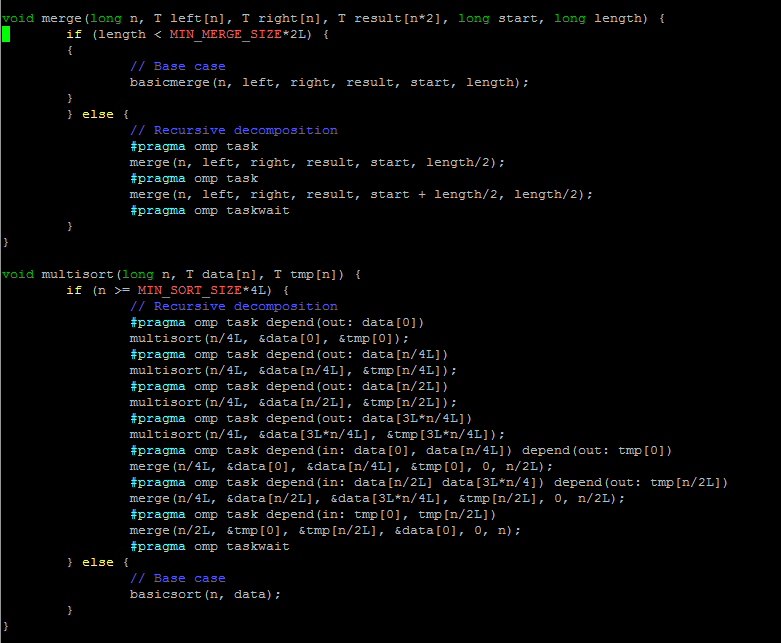 void merge(long n, T left[n], T right[n], T result[n*2], long start, long length) {
        if (length < MIN_MERGE_SIZE*2L) {
        {
                // Base case
                basicmerge(n, left, right, result, start, length);
        }
        } else {
                // Recursive decomposition
                #pragma omp task
                merge(n, left, right, result, start, length/2);
                #pragma omp task
                merge(n, left, right, result, start + length/2, length/2);
                #pragma omp taskwait
        }
}

void multisort(long n, T data[n], T tmp[n]) {
        if (n >= MIN_SORT_SIZE*4L) {
                // Recursive decomposition
                #pragma omp task depend(out: data[0])
                multisort(n/4L, &data[0], &tmp[0]);
                #pragma omp task depend(out: data[n/4L])
                multisort(n/4L, &data[n/4L], &tmp[n/4L]);
                #pragma omp task depend(out: data[n/2L])
                multisort(n/4L, &data[n/2L], &tmp[n/2L]);
                #pragma omp task depend(out: data[3L*n/4L])
                multisort(n/4L, &data[3L*n/4L], &tmp[3L*n/4L]);
                #pragma omp task depend(in: data[0], data[n/4L]) depend(out: tmp[0])
                merge(n/4L, &data[0], &data[n/4L], &tmp[0], 0, n/2L);
                #pragma omp task depend(in: data[n/2L] data[3L*n/4]) depend(out: tmp[n/2L])
                merge(n/4L, &data[n/2L], &data[3L*n/4L], &tmp[n/2L], 0, n/2L);
                #pragma omp task depend(in: tmp[0], tmp[n/2L])
                merge(n/2L, &tmp[0], &tmp[n/2L], &data[0], 0, n);
                #pragma omp taskwait
        } else {
                // Base case
                basicsort(n, data);
        }
}